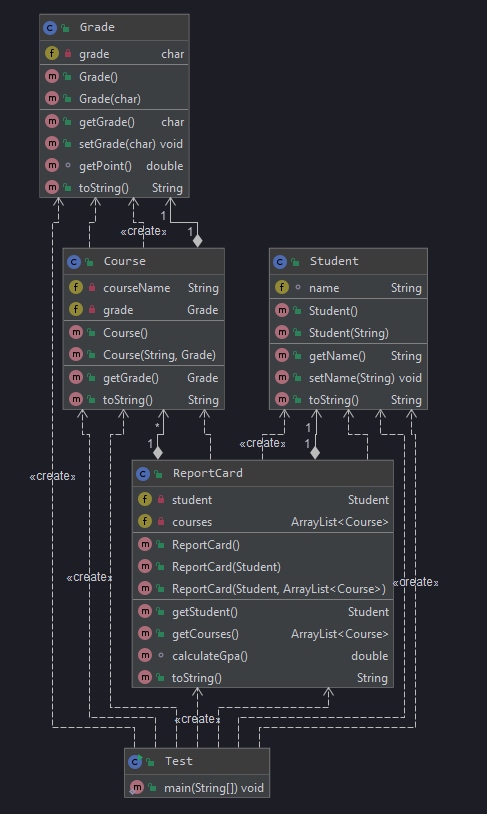 Grade
grade char
Grade()
Grade(char)
getGrade() char
setGrade(char) void
getPoint() double
toString() String
1
«create»
1
Course
courseName String
grade Grade
Course()
Course(String, Grade)
getGrade() Grade
toString() String
Student
name String
Student()
Student(String)
getName() String
setName(String) void
toString() String
*
1
«create»
1
1
«create»
ReportCard
student Student
courses ArrayList<Course>
ReportCard()
ReportCard(Student)
ReportCard(Student, ArrayList<Course>)
getStudent() Student
getCourses() ArrayList<Course>
calculateGpa() double
toString() String
«create»
«create»
«create»
Test
main(String[]) void